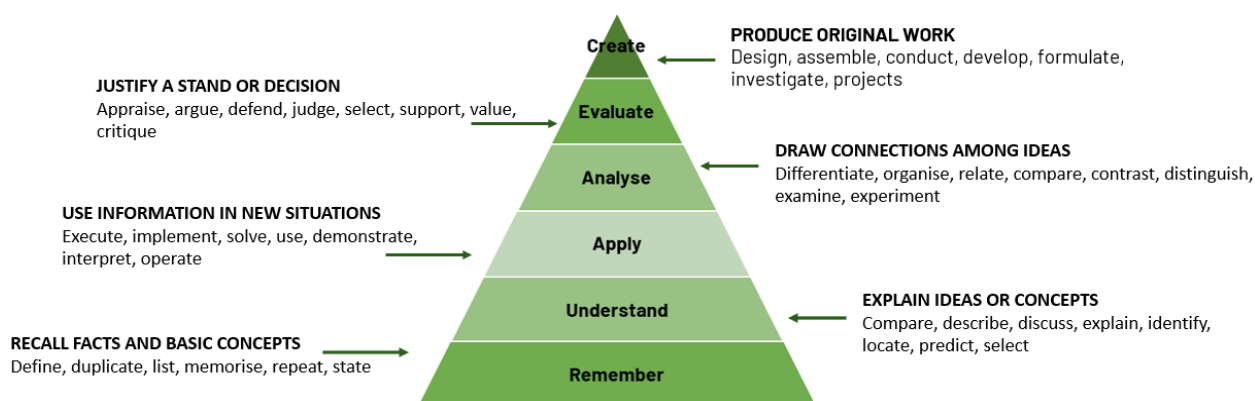 Create
PRODUCE ORIGINAL WORK
Design, assemble, conduct, develop, formulate,
investigate, projects
JUSTIFY A STAND OR DECISION
Appraise, argue, defend, judge, select, support, value,
critique
Evaluate
DRAW CONNECTIONS AMONG IDEAS
Differentiate, organise, relate, compare, contrast, distinguish,
examine, experiment
Analyse
USE INFORMATION IN NEW SITUATIONS
Execute, implement, solve, use, demonstrate,
interpret, operate
Apply
EXPLAIN IDEAS OR CONCEPTS
Compare, describe, discuss, explain, identify,
locate, predict, select
Understand
RECALL FACTS AND BASIC CONCEPTS
Define, duplicate, list, memorise, repeat, state
Remember